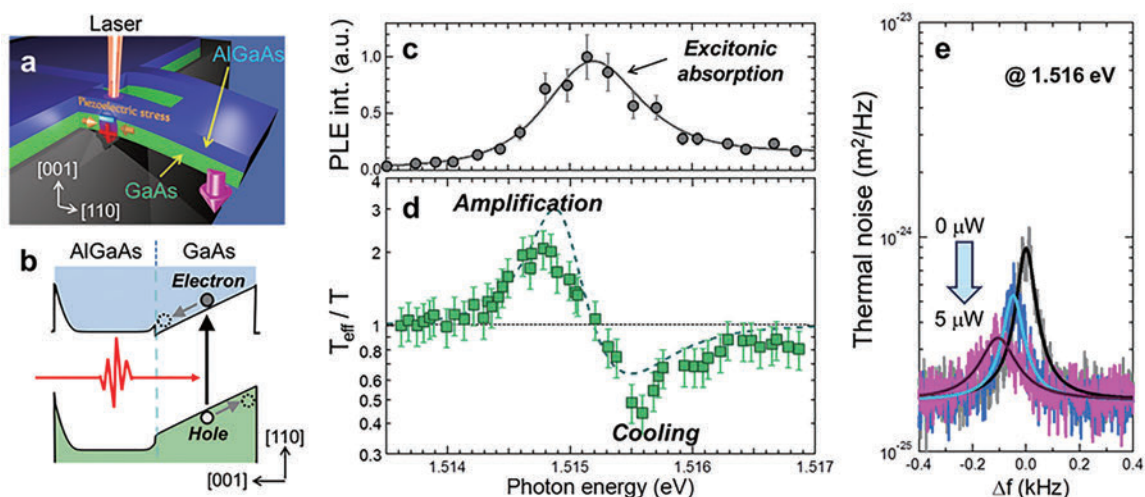 Laser
a
AlGaAs
Piezoelectric stress
[001]
[110]
GaAs
b
AlGaAs
GaAs
Electron
Hole
[110]
[001]
c
Excitonic
absorption
PLE int. (a.u.)
1.0
0.5
0.0
d
Amplification
Cooling
T_eff / T
4
3
2
1
0.8
0.6
0.5
0.4
0.3
1.514
1.515
1.516
1.517
Photon energy (eV)
e
@ 1.516 eV
Thermal noise (m²/Hz)
10⁻²³
10⁻²⁴
10⁻²⁵
0 μW
5 μW
-0.4
-0.2
0.0
0.2
0.4
Δf (kHz)